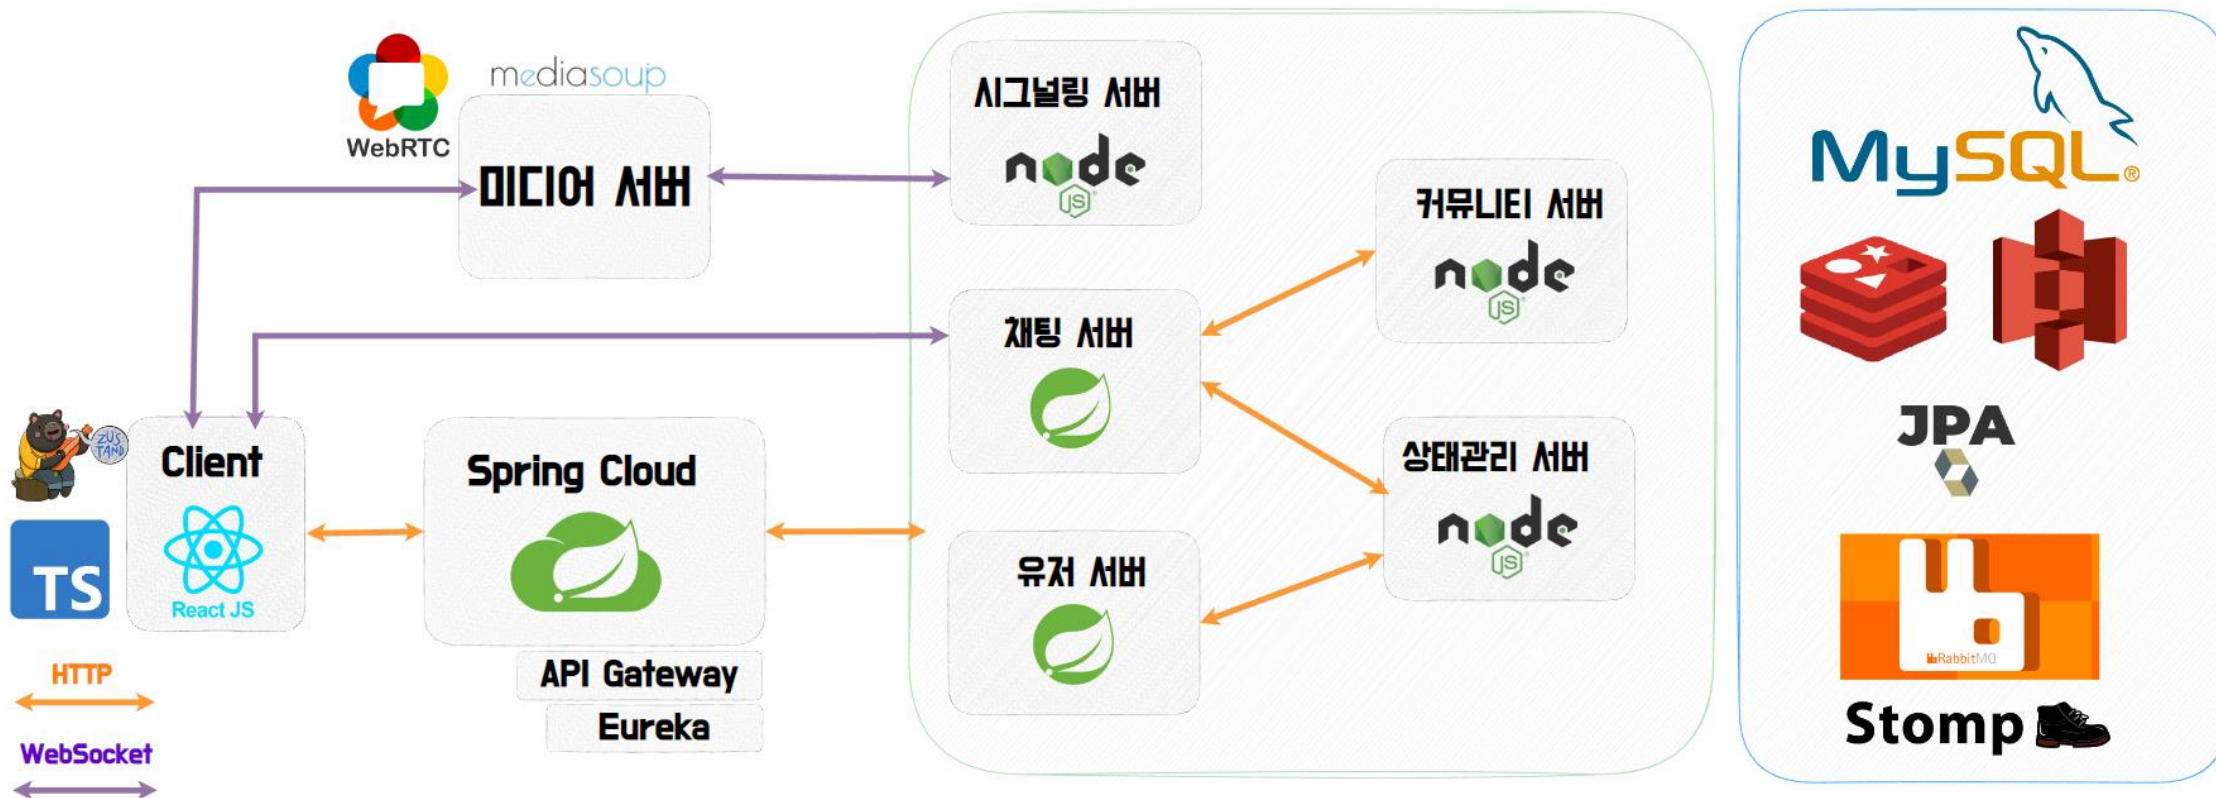 WebRTC
mediasoup
미디어 서버
시그널링 서버
node
JS
커뮤니티 서버
node
JS
채팅 서버
상태관리 서버
node
JS
유저 서버
ZUS
TAND
TS
Client
React JS
Spring Cloud
API Gateway
Eureka
HTTP
WebSocket
MySQL®
JPA
RabbitMQ
Stomp